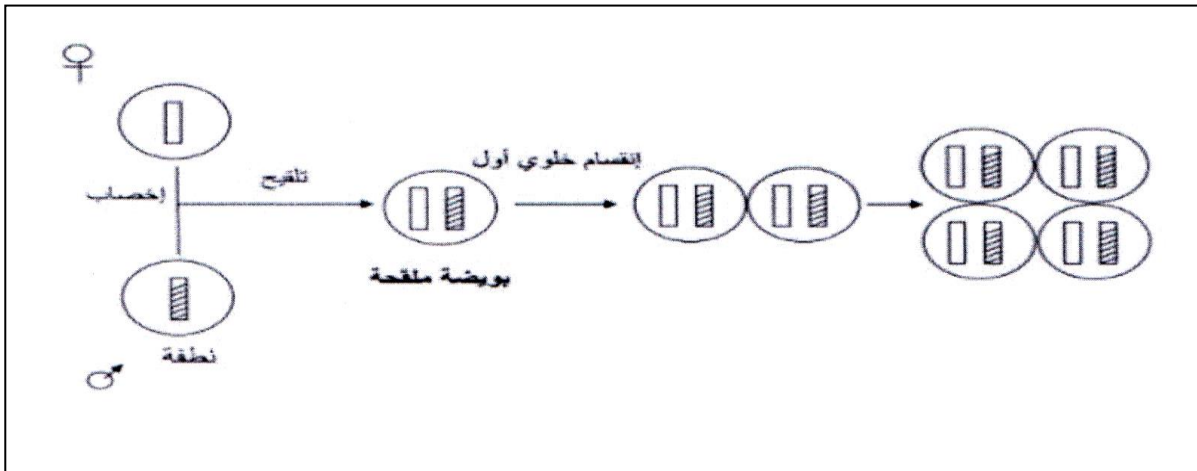 إخصاب
تلقيح
إنقسام خلوي أول
بويضة ملقحة
نطفة